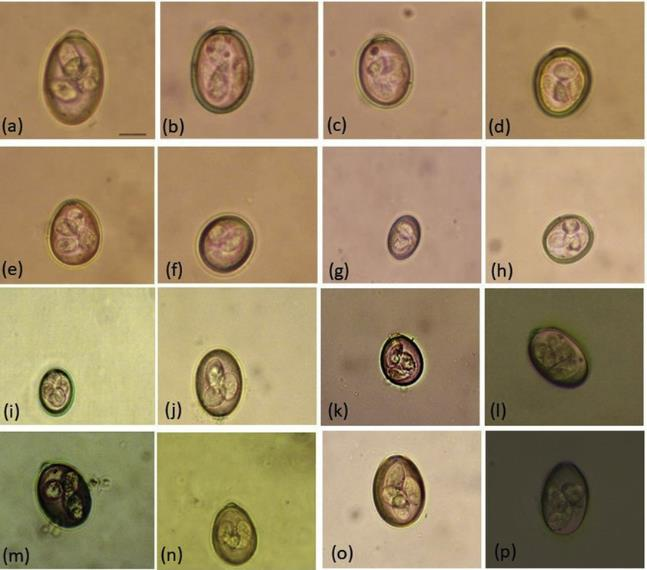 (a) (b) (c) (d)
(e) (f) (g) (h)
(i) (j) (k) (l)
(m) (n) (o) (p)